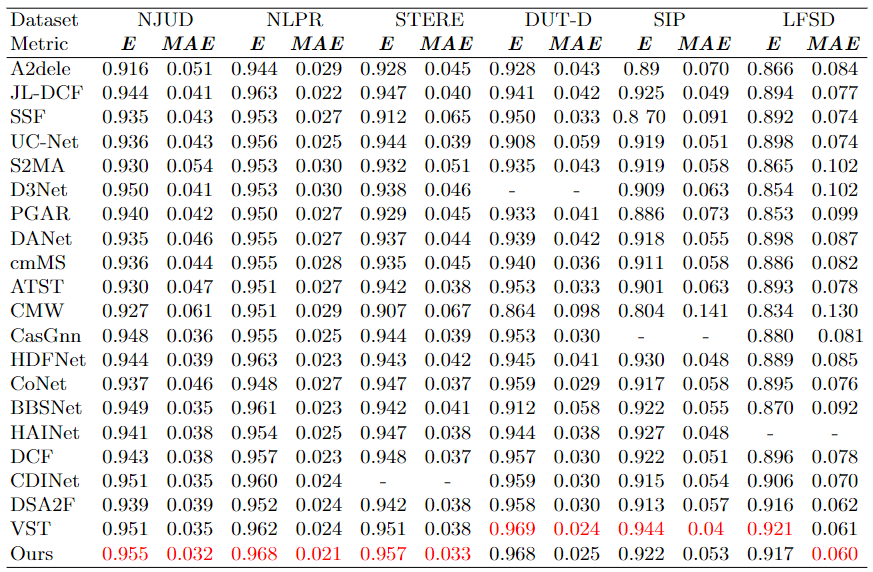 Dataset NJUD NLPR STERE DUT-D SIP LFSD
Metric E MAE E MAE E MAE E MAE E MAE E MAE
A2dele 0.916 0.051 0.944 0.029 0.928 0.045 0.928 0.043 0.89 0.070 0.866 0.084
JL-DCF 0.944 0.041 0.963 0.022 0.947 0.040 0.941 0.042 0.925 0.049 0.894 0.077
SSF 0.935 0.043 0.953 0.027 0.912 0.065 0.950 0.033 0.8 70 0.091 0.892 0.074
UC-Net 0.936 0.043 0.956 0.025 0.944 0.039 0.908 0.059 0.919 0.051 0.898 0.074
S2MA 0.930 0.054 0.953 0.030 0.932 0.051 0.935 0.043 0.919 0.058 0.865 0.102
D3Net 0.950 0.041 0.953 0.030 0.938 0.046 - - 0.909 0.063 0.854 0.102
PGAR 0.940 0.042 0.950 0.027 0.929 0.045 0.933 0.041 0.886 0.073 0.853 0.099
DANet 0.935 0.046 0.955 0.027 0.937 0.044 0.939 0.042 0.918 0.055 0.898 0.087
cmMS 0.936 0.044 0.955 0.028 0.935 0.045 0.940 0.036 0.911 0.058 0.886 0.082
ATST 0.930 0.047 0.951 0.027 0.942 0.038 0.953 0.033 0.901 0.063 0.893 0.078
CMW 0.927 0.061 0.951 0.029 0.907 0.067 0.864 0.098 0.804 0.141 0.834 0.130
CasGnn 0.948 0.036 0.955 0.025 0.944 0.039 0.953 0.030 - - 0.880 0.081
HDFNet 0.944 0.039 0.963 0.023 0.943 0.042 0.945 0.041 0.930 0.048 0.889 0.085
CoNet 0.937 0.046 0.948 0.027 0.947 0.037 0.959 0.029 0.917 0.058 0.895 0.076
BBSNet 0.949 0.035 0.961 0.023 0.942 0.041 0.912 0.058 0.922 0.055 0.870 0.092
HAINet 0.941 0.038 0.954 0.025 0.947 0.038 0.944 0.038 0.927 0.048 - -
DCF 0.943 0.038 0.957 0.023 0.948 0.037 0.957 0.030 0.922 0.051 0.896 0.078
CDINet 0.951 0.035 0.960 0.024 - - 0.959 0.030 0.915 0.054 0.906 0.070
DSA2F 0.939 0.039 0.952 0.024 0.942 0.038 0.958 0.030 0.913 0.057 0.916 0.062
VST 0.951 0.035 0.962 0.024 0.951 0.038 0.969 0.024 0.944 0.04 0.921 0.061
Ours 0.955 0.032 0.968 0.021 0.957 0.033 0.968 0.025 0.922 0.053 0.917 0.060